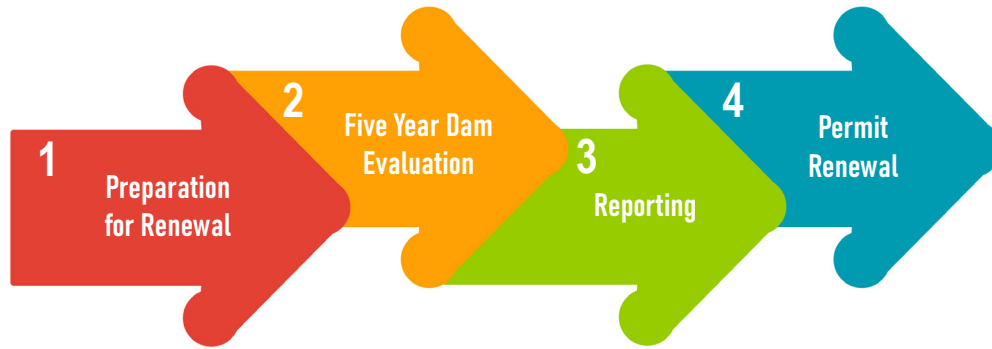 1
Preparation
for Renewal
2
Five Year Dam
Evaluation
3
Reporting
4
Permit
Renewal